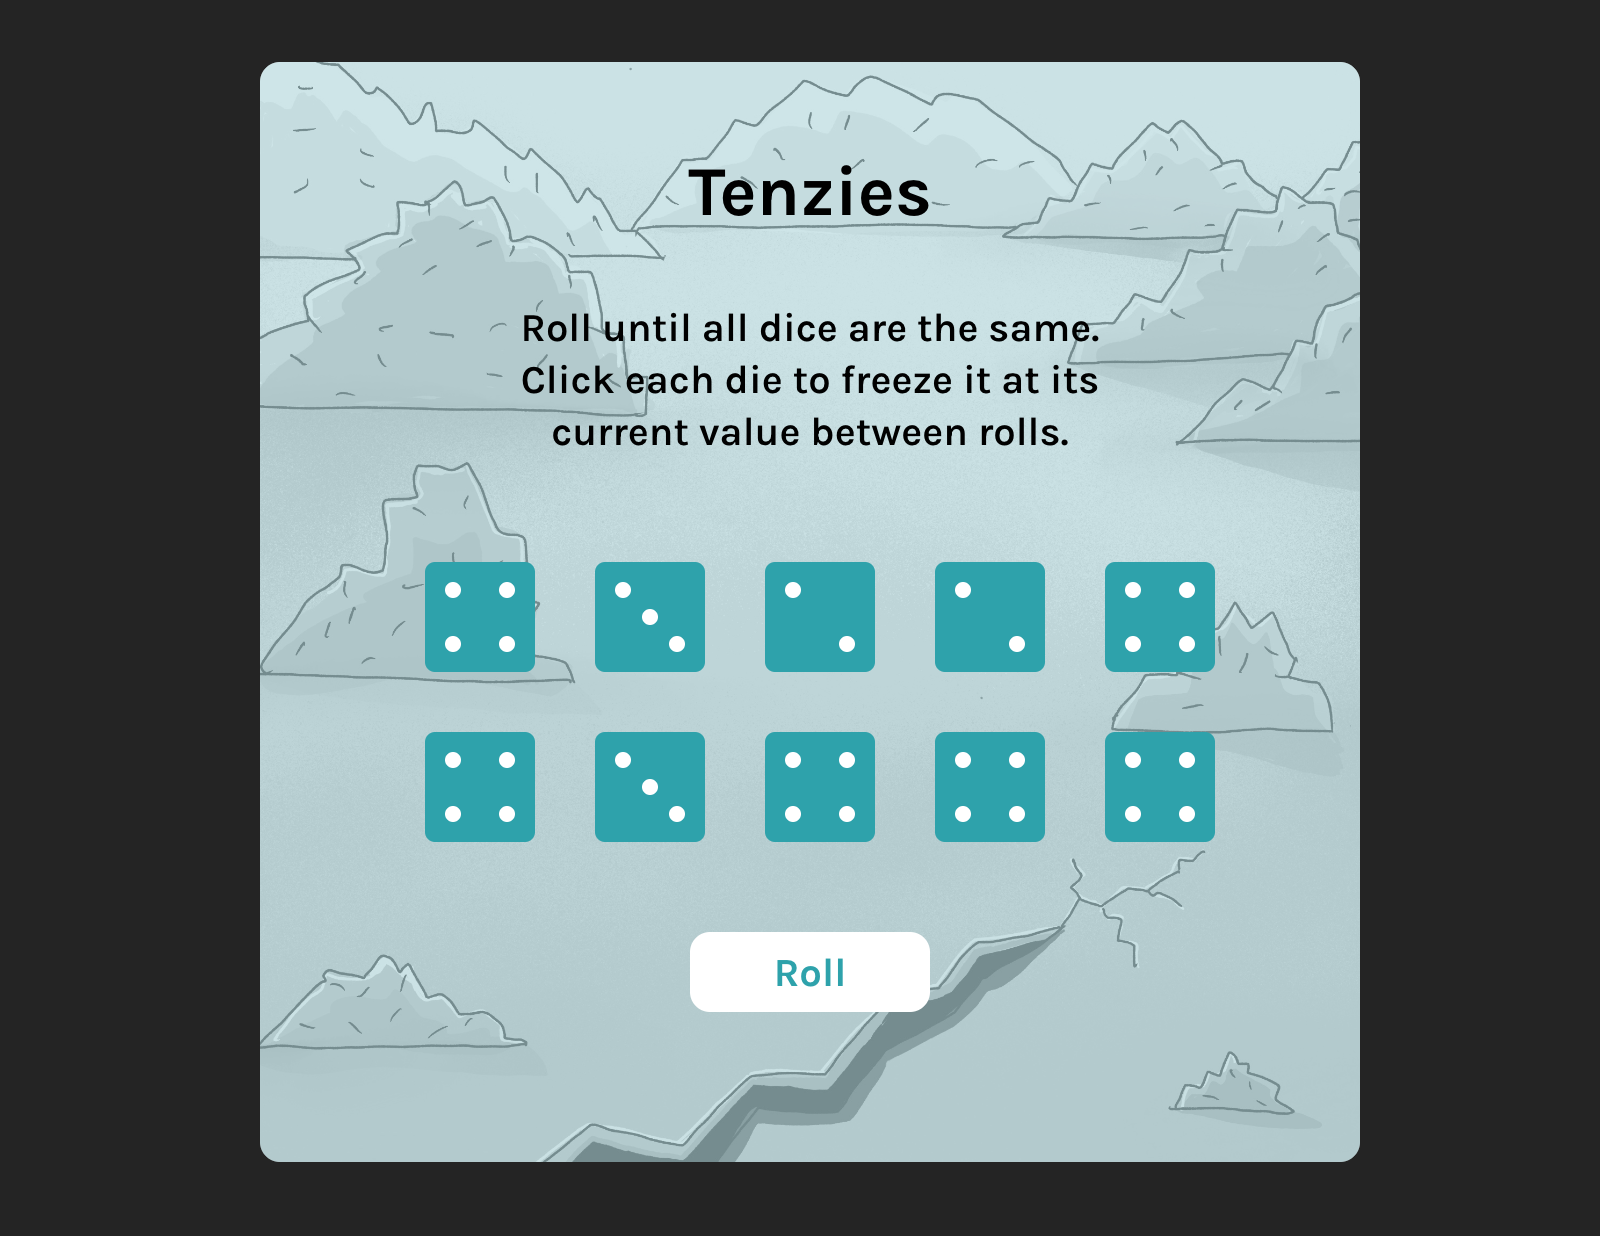 Tenzies
Roll until all dice are the same.
Click each die to freeze it at its
current value between rolls.
Roll